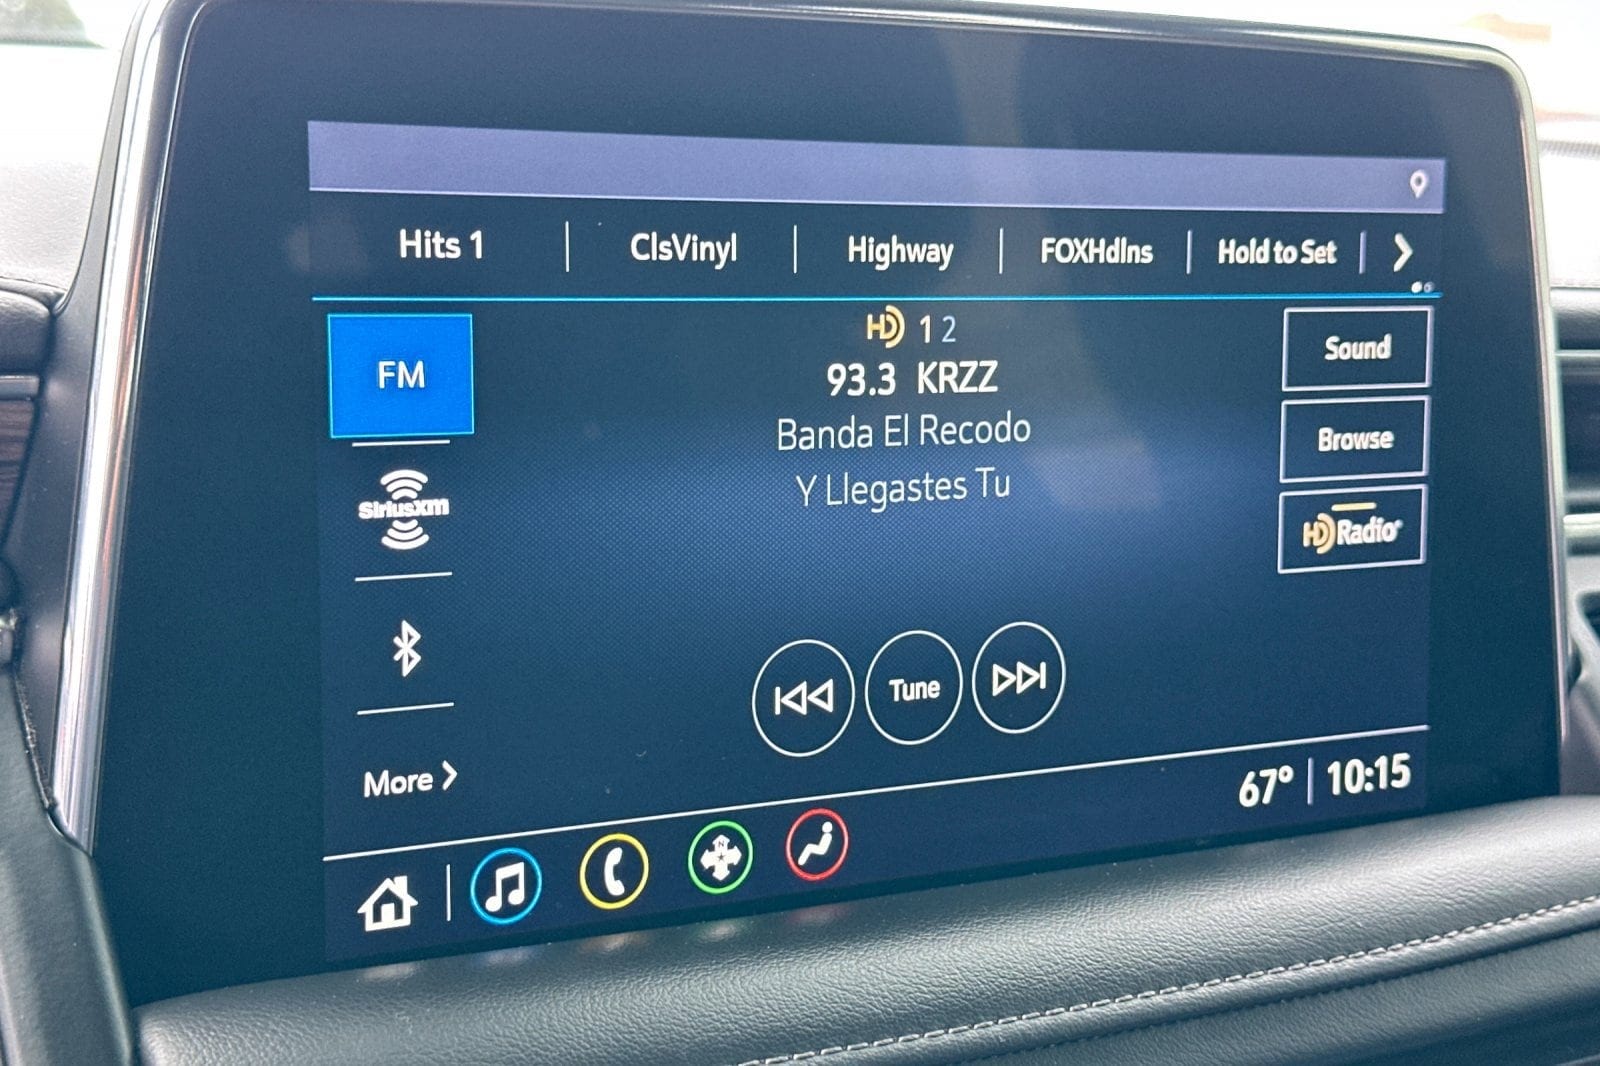 Hits 1
ClsVinyl
Highway
FOXHdlns
Hold to Set
FM
HD 1 2
93.3 KRZZ
Banda El Recodo
Y Llegastes Tu
Sound
Browse
HD Radio
SiriusXM
Tune
More
67° 10:15
N